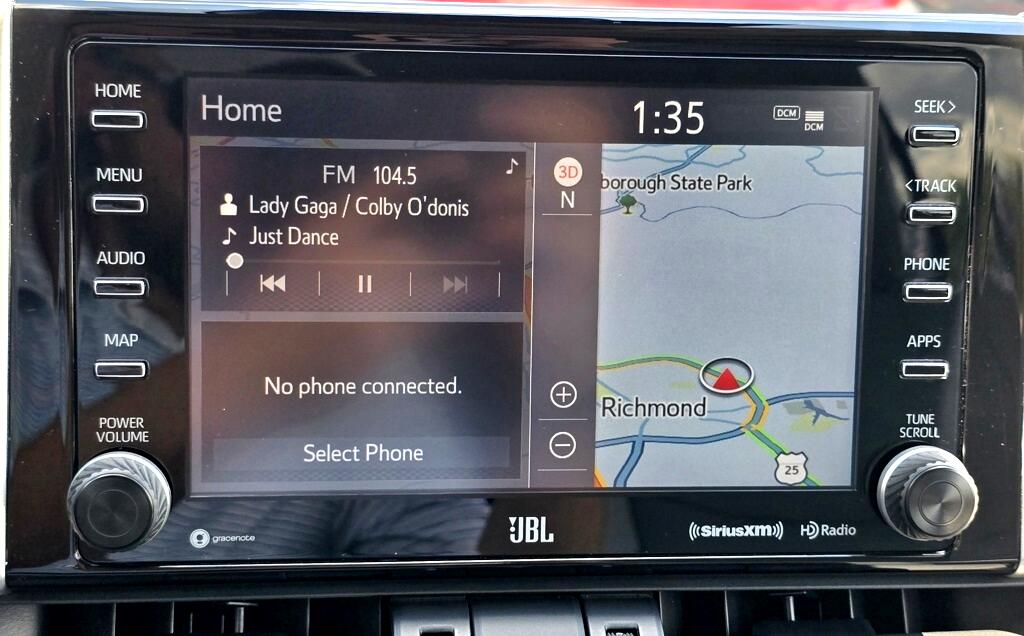 HOME
MENU
AUDIO
MAP
POWER
VOLUME
Home
1:35
DCM
DCM
FM 104.5
Lady Gaga / Colby O'donis
Just Dance
No phone connected.
Select Phone
3D
N
borough State Park
Richmond
25
SEEK>
<TRACK
PHONE
APPS
TUNE
SCROLL
gracenote
JBL
((SiriusXM))
HD Radio